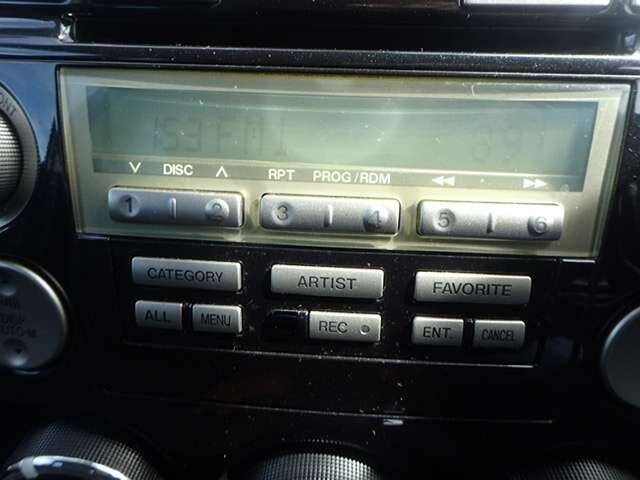 DISC RPT PROG/RDM
1 2 3 4 5 6
CATEGORY ARTIST FAVORITE
ALL MENU REC ENT. CANCEL